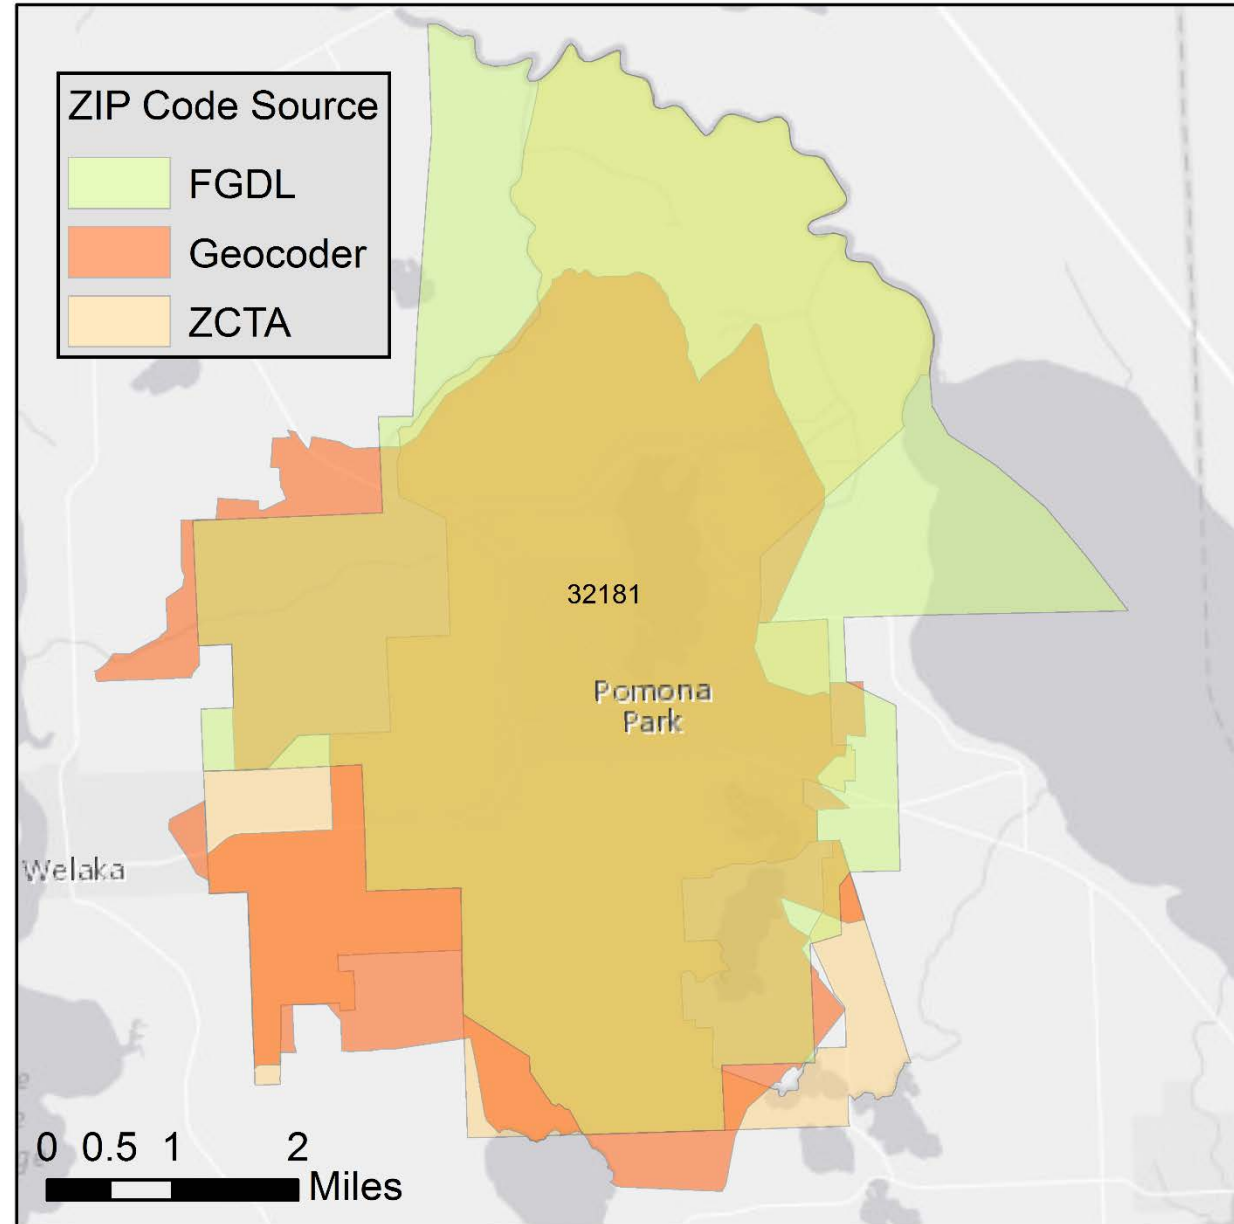 ZIP Code Source
FGDL
Geocoder
ZCTA
32181
Pomona
Park
Welaka
0 0.5 1 2
Miles